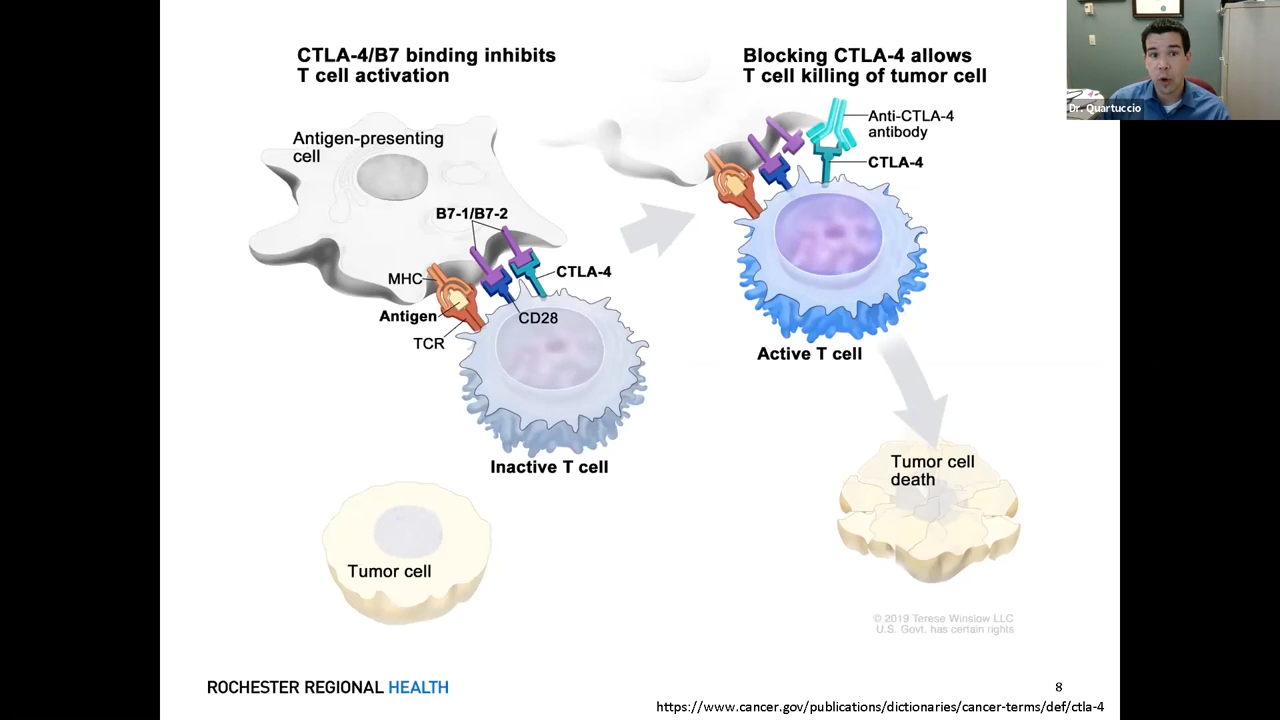 CTLA-4/B7 binding inhibits
T cell activation
Antigen-presenting
cell
B7-1/B7-2
MHC
CTLA-4
Antigen
CD28
TCR
Inactive T cell
Tumor cell
Blocking CTLA-4 allows
T cell killing of tumor cell
Anti-CTLA-4
antibody
CTLA-4
Active T cell
Tumor cell
death
© 2019 Terese Winslow LLC
U.S. Govt. has certain rights
Dr. Quartuccio
ROCHESTER REGIONAL HEALTH
8
https://www.cancer.gov/publications/dictionaries/cancer-terms/def/ctla-4